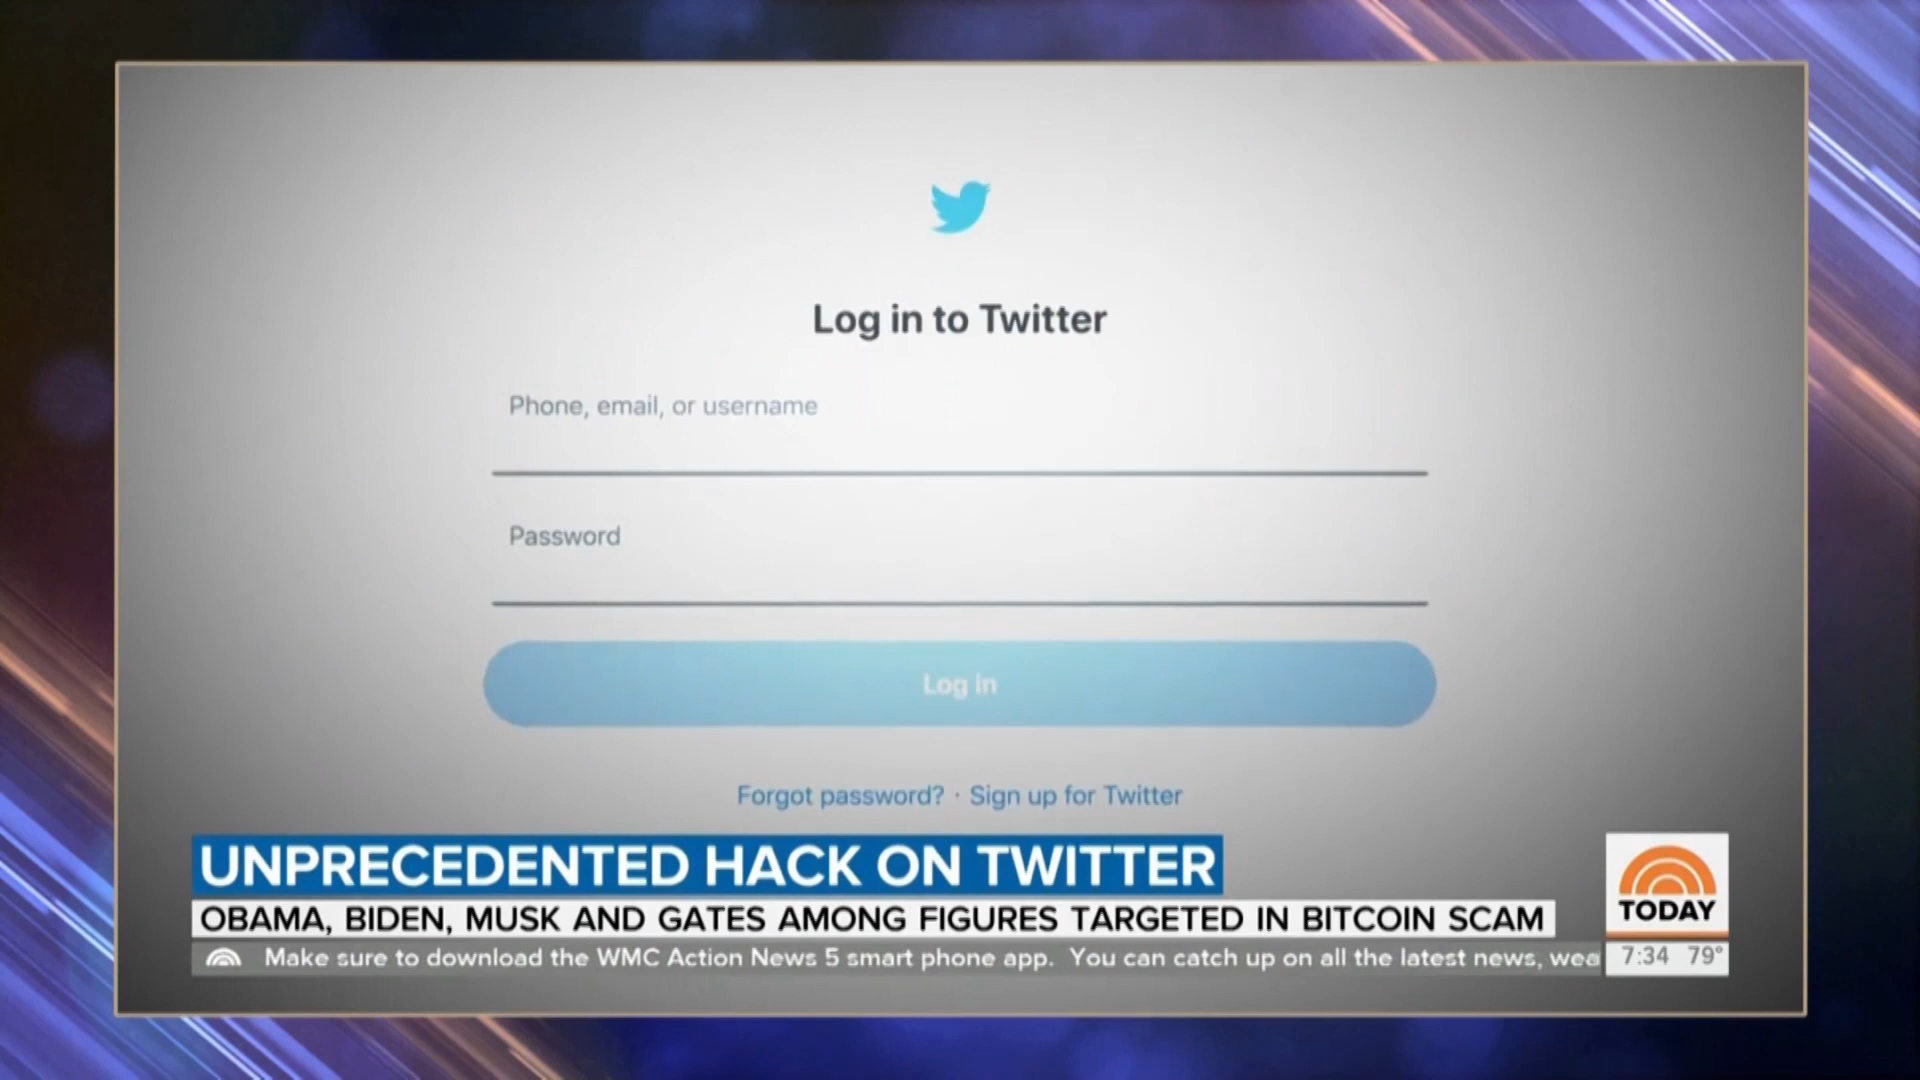 Log in to Twitter
Phone, email, or username
Password
Log in
Forgot password? · Sign up for Twitter
UNPRECEDENTED HACK ON TWITTER
OBAMA, BIDEN, MUSK AND GATES AMONG FIGURES TARGETED IN BITCOIN SCAM
TODAY
Make sure to download the WMC Action News 5 smart phone app. You can catch up on all the latest news, wea
7:34 79°